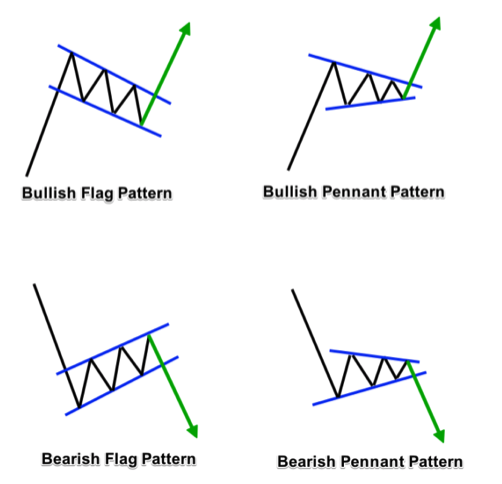 Bullish Flag Pattern
Bullish Pennant Pattern
Bearish Flag Pattern
Bearish Pennant Pattern